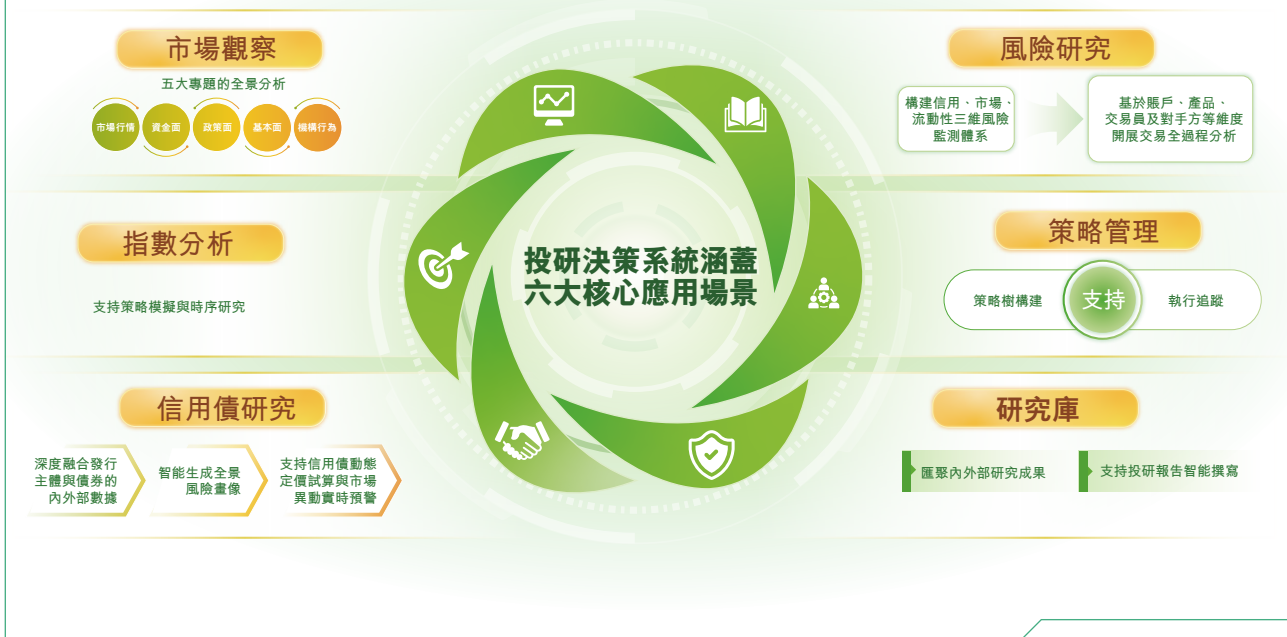 市場觀察
五大專題的全景分析
市場行情
資金面
政策面
基本面
機構行為
指數分析
支持策略模擬與時序研究
信用債研究
深度融合發行
主體與債券的
內外部數據
智能生成全景
風險畫像
支持信用債動態
定價試算與市場
異動實時預警
投研決策系統涵蓋
六大核心應用場景
風險研究
構建信用、市場、
流動性三維風險
監測體系
基於賬戶、產品、
交易員及對手方等維度
開展交易全過程分析
策略管理
策略樹構建
支持
執行追蹤
研究庫
匯聚內外部研究成果
支持投研報告智能撰寫